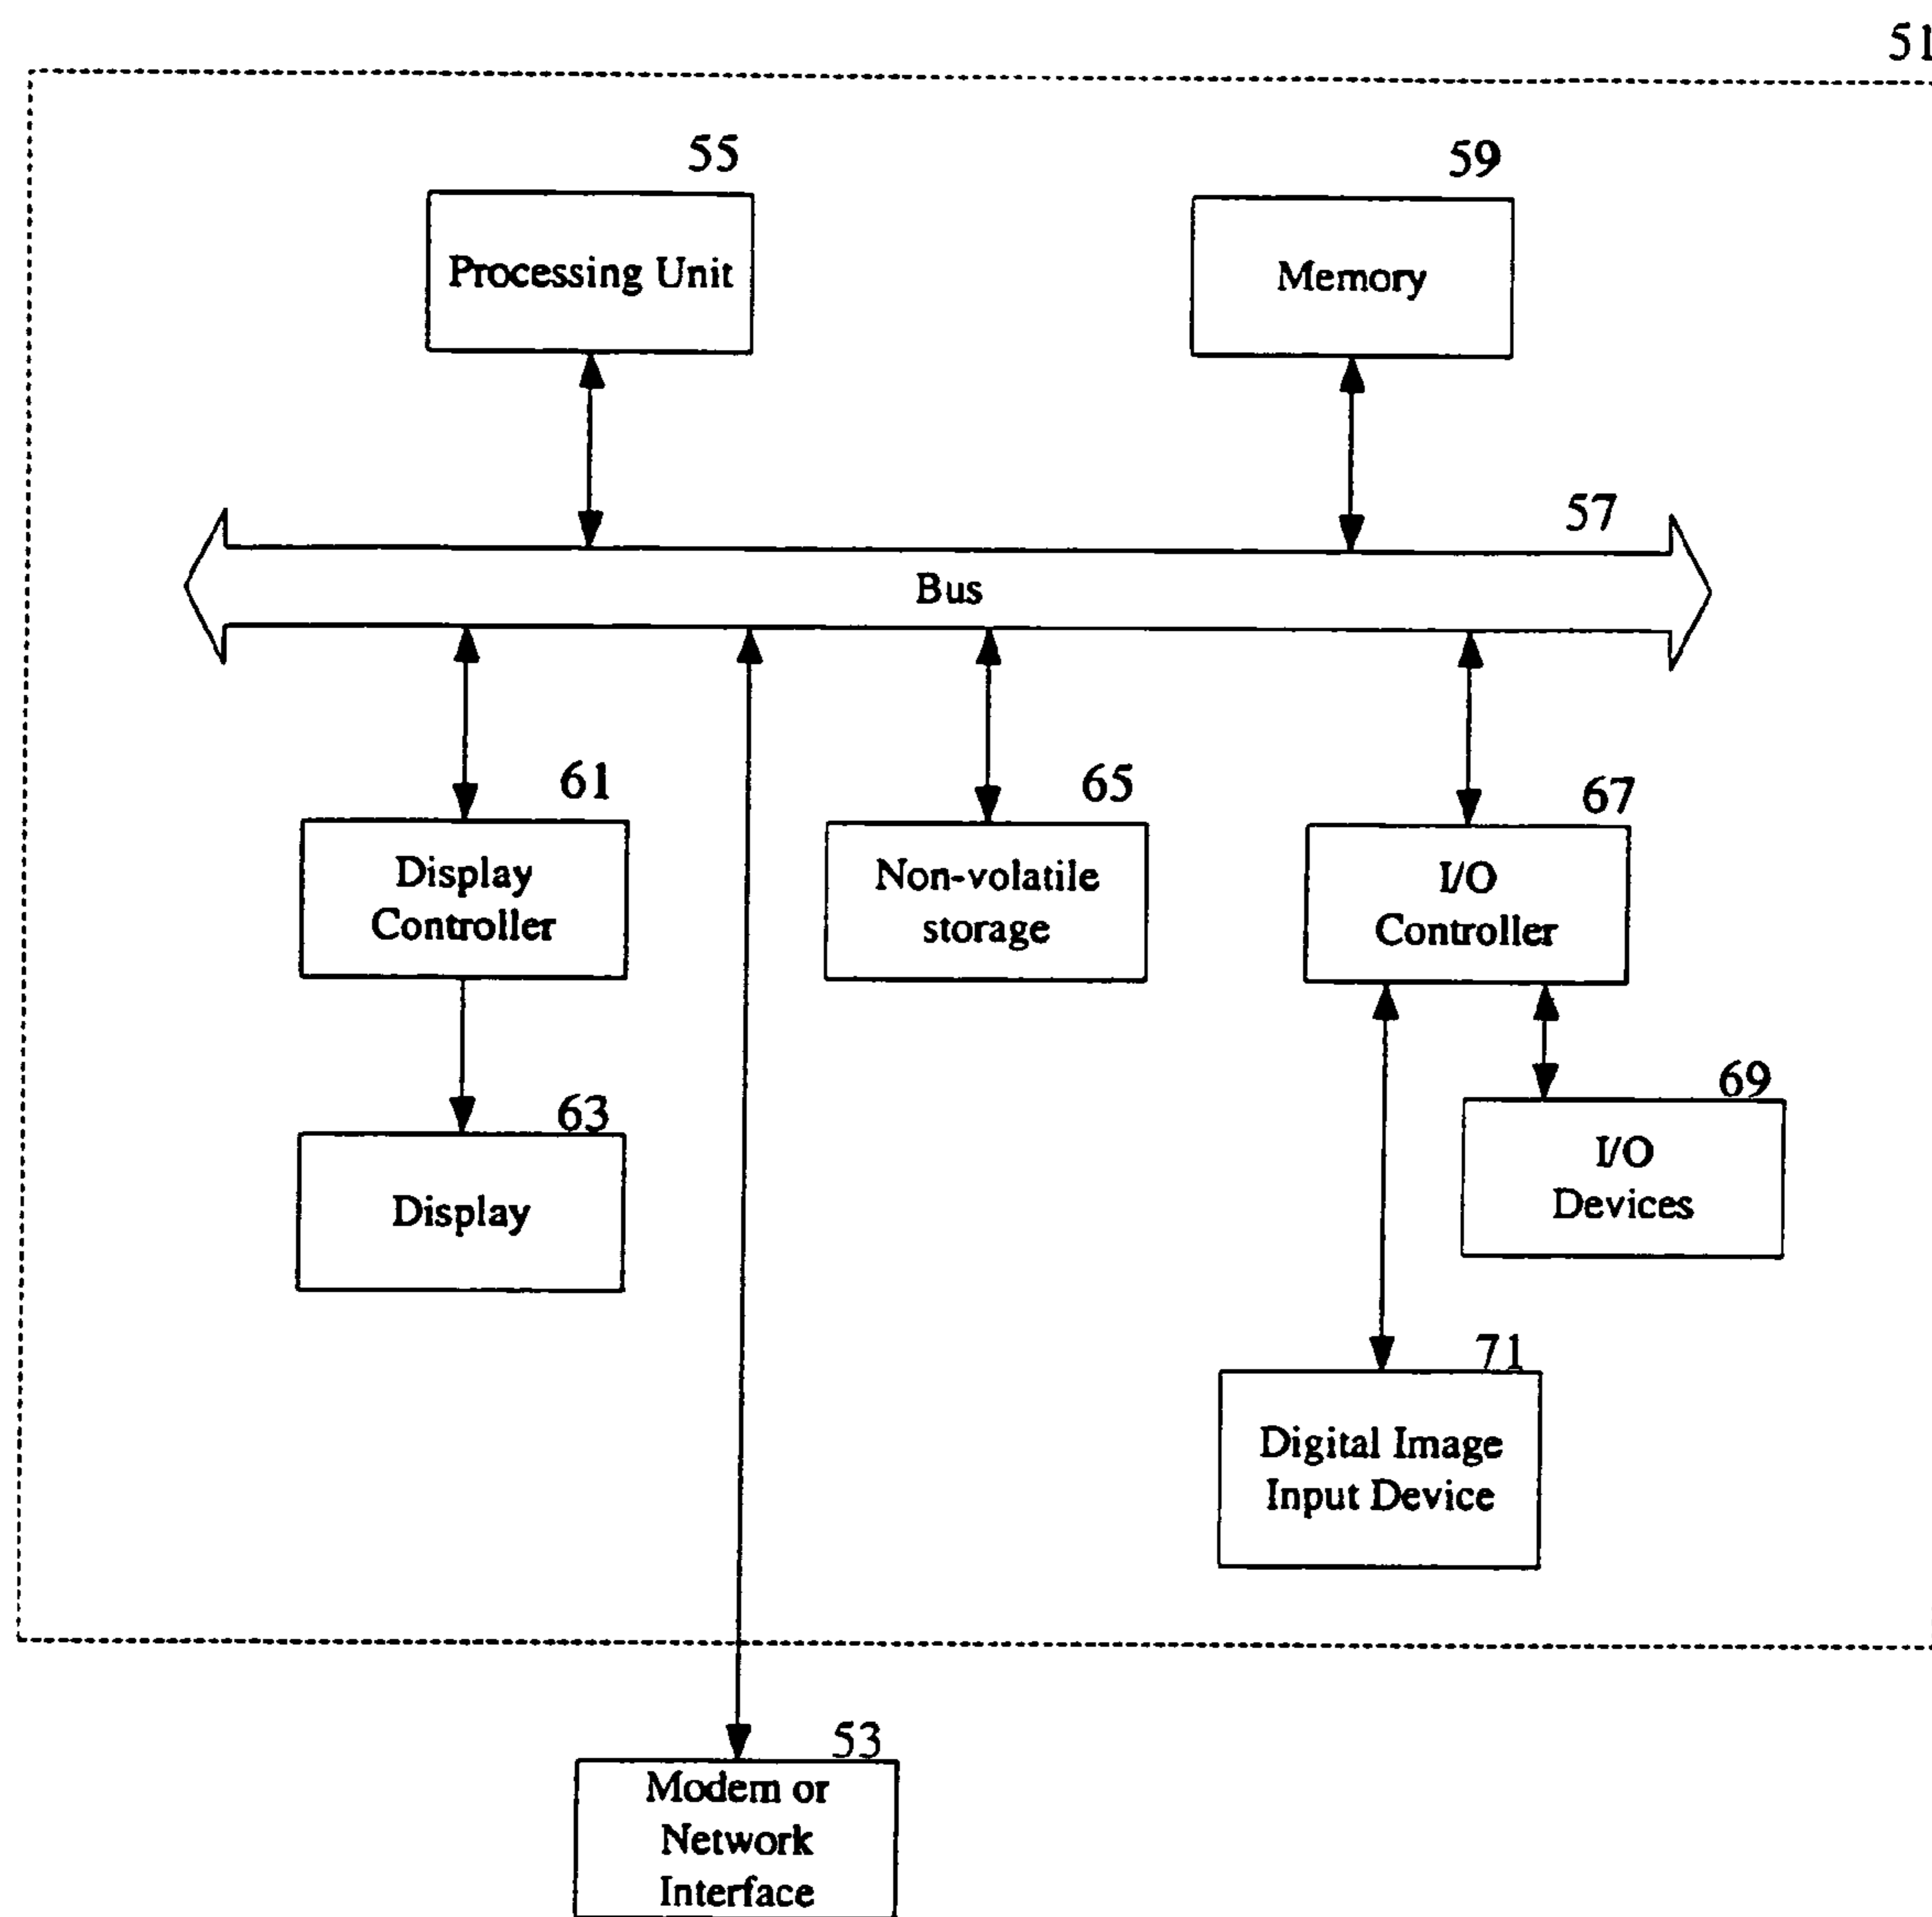 51
55
59
Processing Unit
Memory
57
Bus
61
65
67
Display
Controller
Non-volatile
storage
I/O
Controller
63
69
Display
I/O
Devices
71
Digital Image
Input Device
53
Modem or
Network
Interface